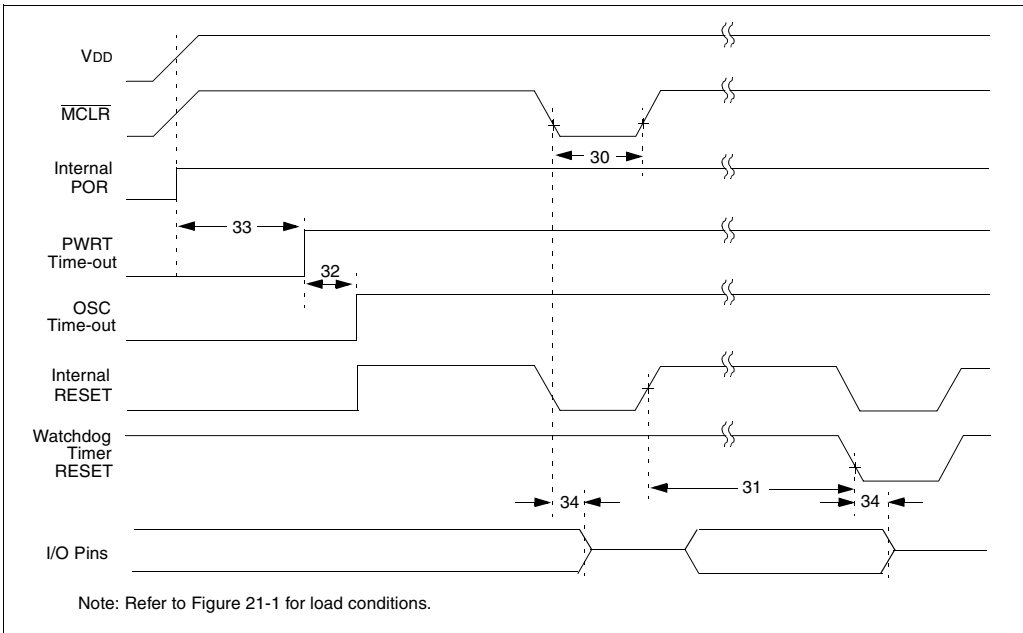 VDD
MCLR
30
Internal
POR
33
PWRT
Time-out
32
OSC
Time-out
Internal
RESET
Watchdog
Timer
RESET
31
34
34
I/O Pins
Note: Refer to Figure 21-1 for load conditions.